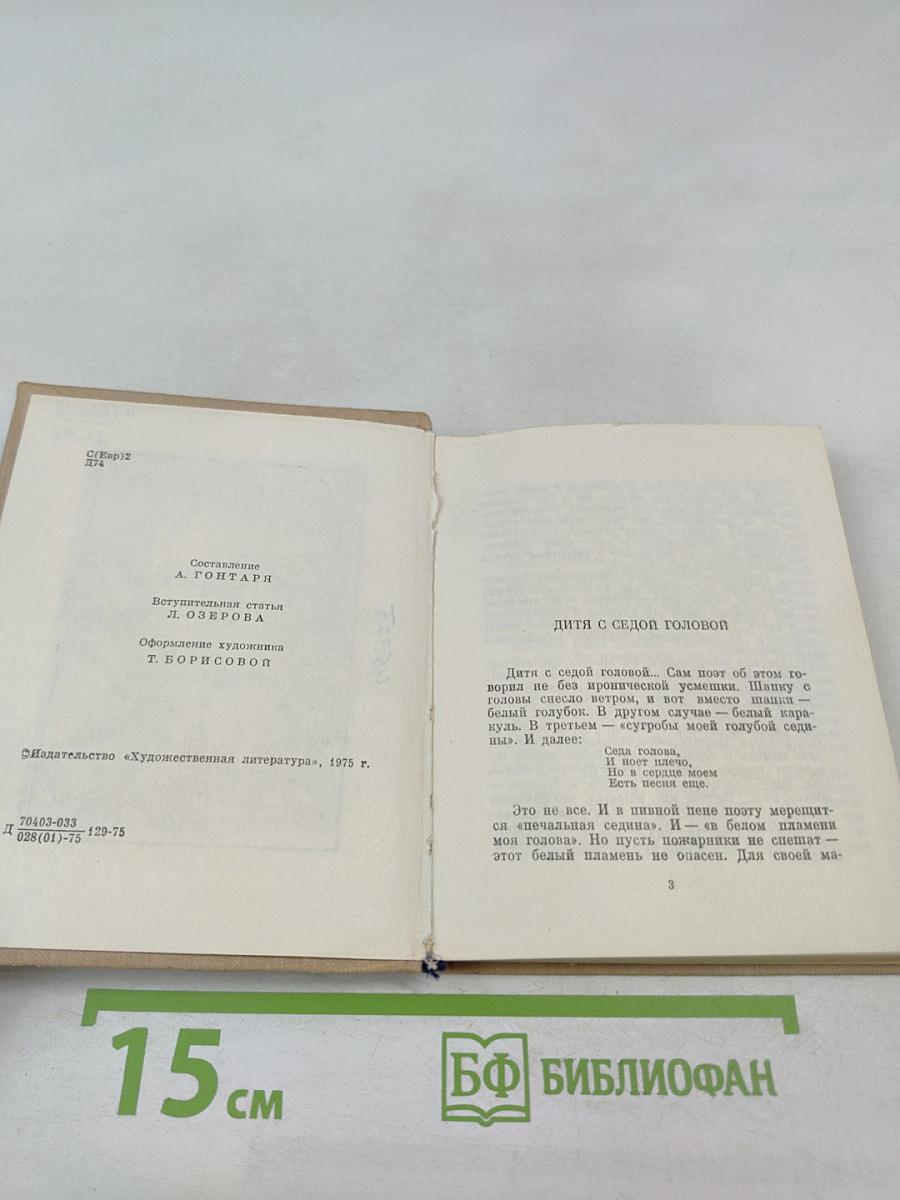 С(Евр)2
Д74
Составление
А. ГОНТАРЯ
Вступительная статья
Л. ОЗЕРОВА
Оформление художника
Т. БОРИСОВОЙ
©Издательство «Художественная литература», 1975 г.
Д 70403-033
028(01)-75 129-75
ДИТЯ С СЕДОЙ ГОЛОВОЙ
Дитя с седой головой... Сам поэт об этом го-
ворил не без иронической усмешки. Шапку с
головы снесло ветром, и вот вместо шапки —
белый голубок. В другом случае — белый кара-
куль. В третьем — «сугробы моей голубой седи-
ны». И далее:
Седа голова,
И ноет плечо,
Но в сердце моем
Есть песня еще.
Это не все. И в пивной пене поэту мерещит-
ся «печальная седина». И — «в белом пламени
моя голова». Но пусть пожарники не спешат —
этот белый пламень не опасен. Для своей ма-
3
15 см
БФ БИБЛИОФАН